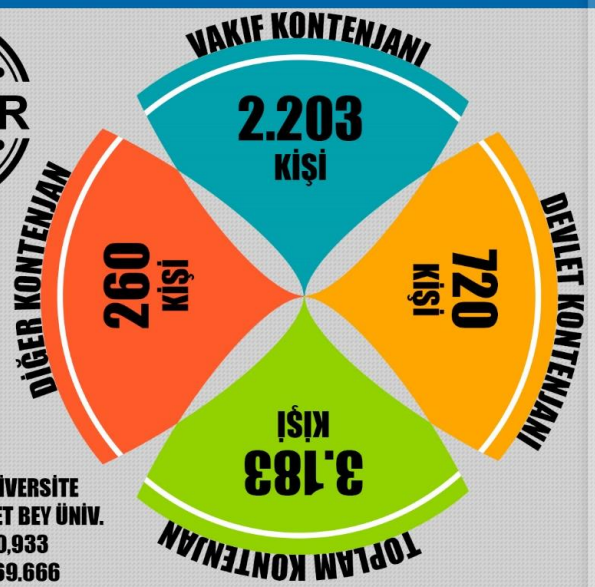 R
VAKIF KONTENJANI
2.203
KİŞİ
DİĞER KONTENJAN
260
KİŞİ
DEVLET KONTENJANI
720
KİŞİ
3.183
KİŞİ
TOPLAM KONTENJAN
İVERSİTE
ET BEY ÜNİV.
0,933
69.666